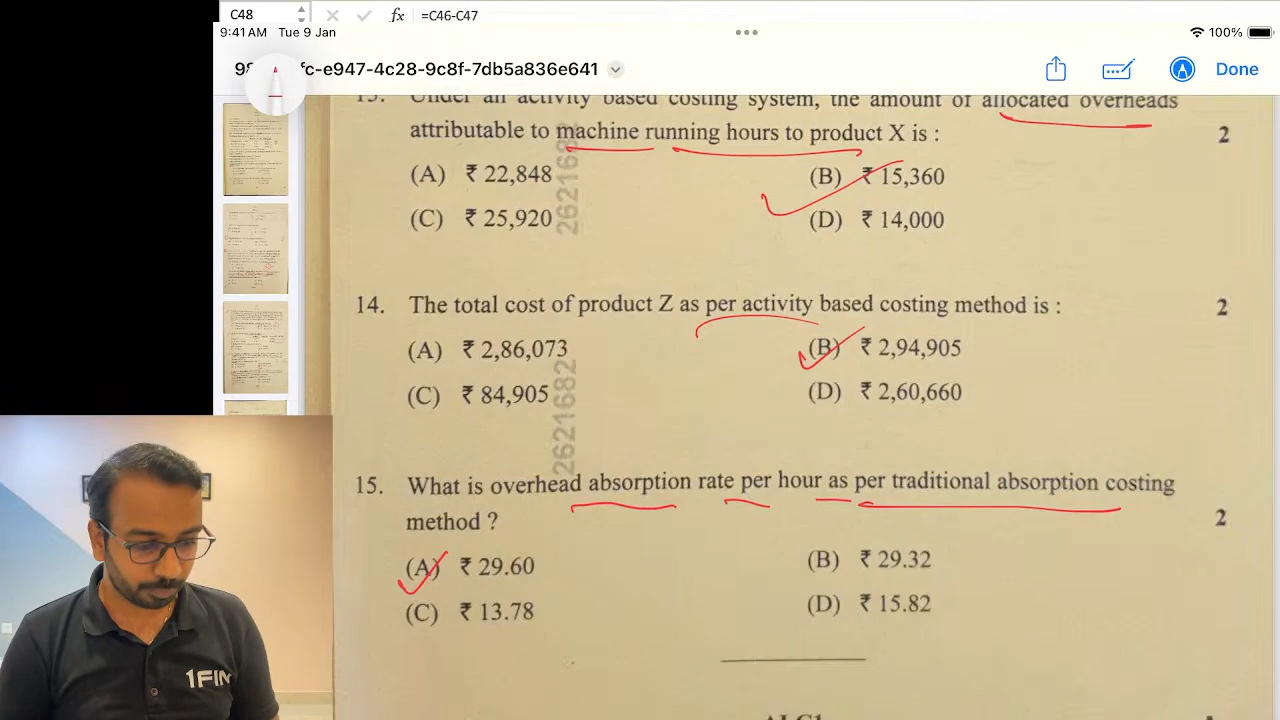 C48 fx =C46-C47
9:41 AM Tue 9 Jan 100%
fc-e947-4c28-9c8f-7db5a836e641 Done
Under an activity based costing system, the amount of allocated overheads
attributable to machine running hours to product X is : 2
(A) ₹ 22,848 (B) ₹ 15,360
(C) ₹ 25,920 (D) ₹ 14,000
14. The total cost of product Z as per activity based costing method is : 2
(A) ₹ 2,86,073 (B) ₹ 2,94,905
(C) ₹ 84,905 (D) ₹ 2,60,660
15. What is overhead absorption rate per hour as per traditional absorption costing
method ? 2
(A) ₹ 29.60 (B) ₹ 29.32
(C) ₹ 13.78 (D) ₹ 15.82
2621682
2621682
1FIN